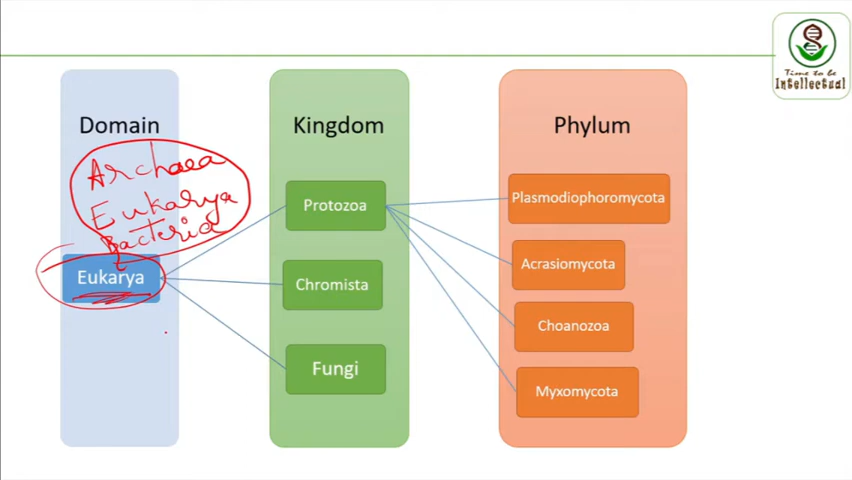 Time to be
Intellectual
Domain
Kingdom
Phylum
Archaea
Eukarya
Bacteria
Eukarya
Protozoa
Chromista
Fungi
Plasmodiophoromycota
Acrasiomycota
Choanozoa
Myxomycota